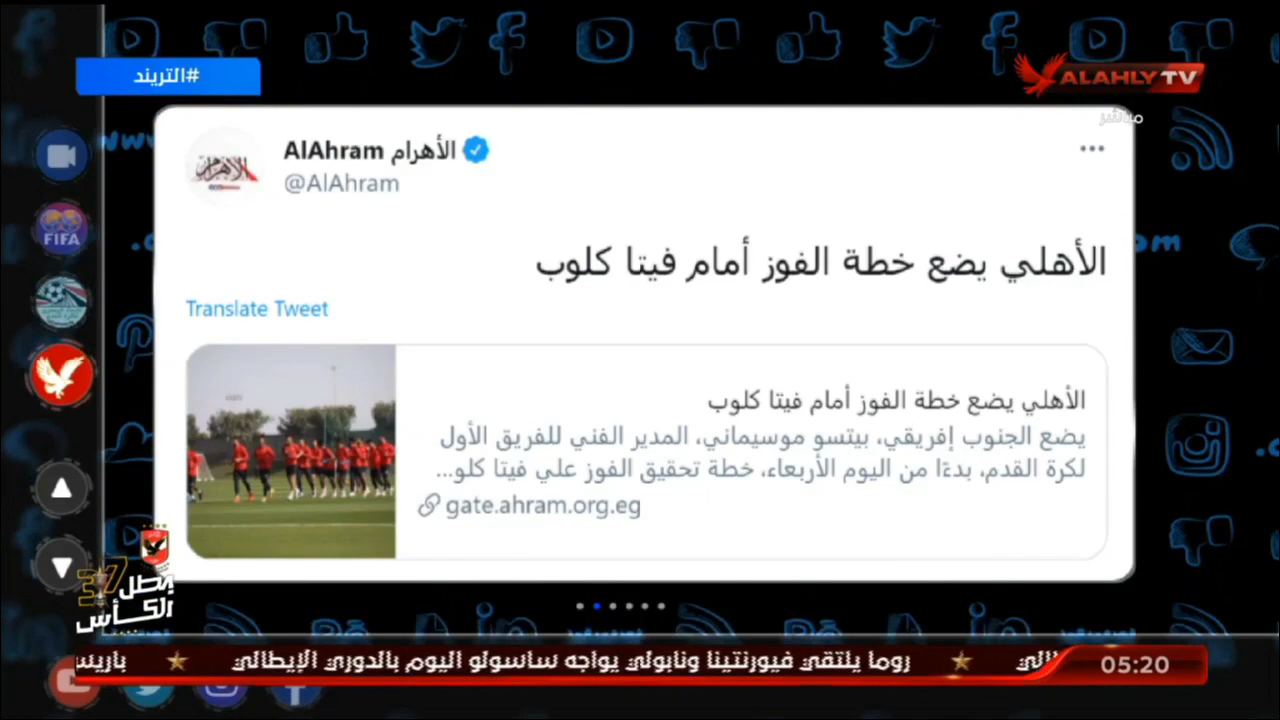 #التريند
ALAHLY TV
مباشر
AlAhram الأهرام
@AlAhram
الأهلي يضع خطة الفوز أمام فيتا كلوب
Translate Tweet
الأهلي يضع خطة الفوز أمام فيتا كلوب
يضع الجنوب إفريقي، بيتسو موسيماني، المدير الفني للفريق الأول
لكرة القدم، بدءًا من اليوم الأربعاء، خطة تحقيق الفوز علي فيتا كلو...
gate.ahram.org.eg
FIFA
بطل 37
الكأس
روما يلتقي فيورنتينا ونابولي يواجه ساسولو اليوم بالدوري الإيطالي
05:20